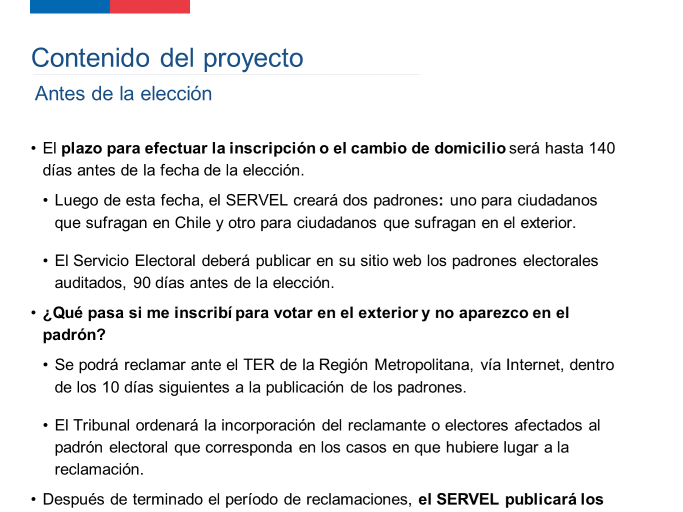 Contenido del proyecto
Antes de la elección
• El plazo para efectuar la inscripción o el cambio de domicilio será hasta 140
días antes de la fecha de la elección.
• Luego de esta fecha, el SERVEL creará dos padrones: uno para ciudadanos
que sufragan en Chile y otro para ciudadanos que sufragan en el exterior.
• El Servicio Electoral deberá publicar en su sitio web los padrones electorales
auditados, 90 días antes de la elección.
• ¿Qué pasa si me inscribí para votar en el exterior y no aparezco en el
padrón?
• Se podrá reclamar ante el TER de la Región Metropolitana, vía Internet, dentro
de los 10 días siguientes a la publicación de los padrones.
• El Tribunal ordenará la incorporación del reclamante o electores afectados al
padrón electoral que corresponda en los casos en que hubiere lugar a la
reclamación.
• Después de terminado el período de reclamaciones, el SERVEL publicará los